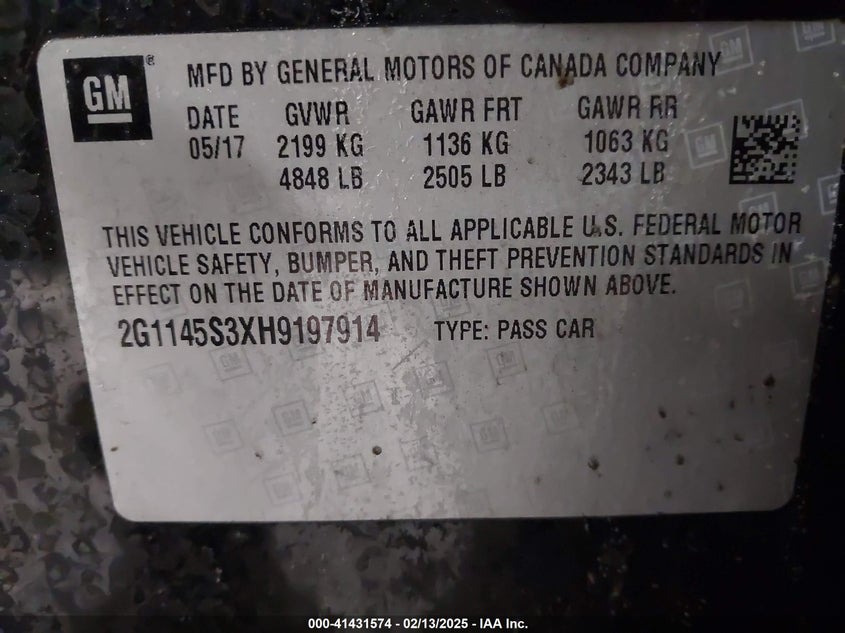 GM®
MFD BY GENERAL MOTORS OF CANADA COMPANY
DATE GVWR GAWR FRT GAWR RR
05/17 2199 KG 1136 KG 1063 KG
4848 LB 2505 LB 2343 LB
THIS VEHICLE CONFORMS TO ALL APPLICABLE U.S. FEDERAL MOTOR
VEHICLE SAFETY, BUMPER, AND THEFT PREVENTION STANDARDS IN
EFFECT ON THE DATE OF MANUFACTURE SHOWN ABOVE.
2G1145S3XH9197914 TYPE: PASS CAR
000-41431574 - 02/13/2025 - IAA Inc.